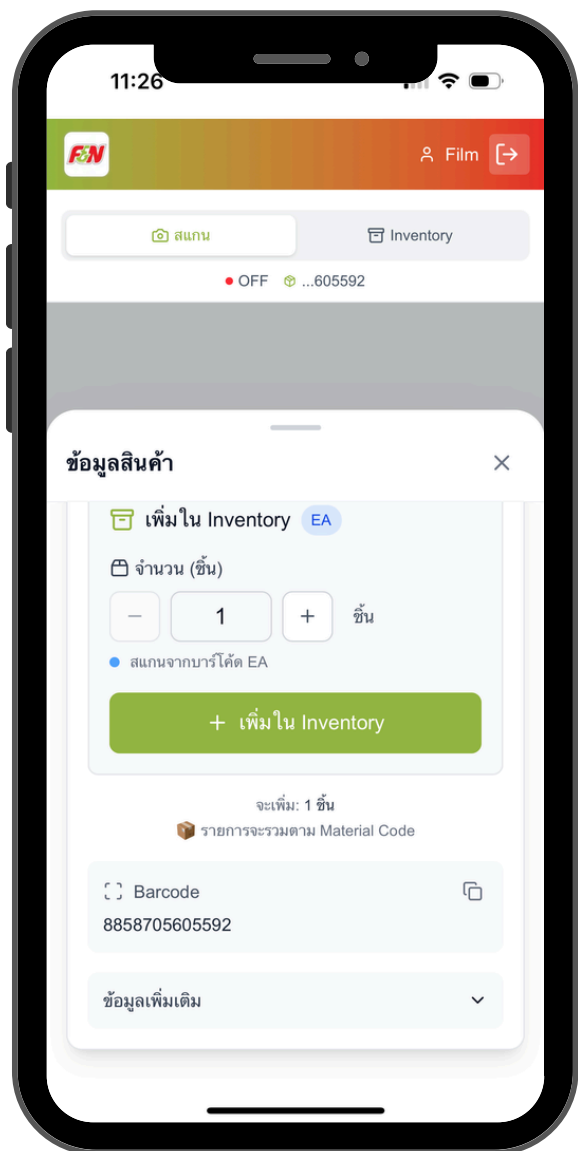 11:26
F&N
Film
สแกน
Inventory
OFF ...605592
ข้อมูลสินค้า
เพิ่มใน Inventory EA
จำนวน (ชิ้น)
− 1 + ชิ้น
สแกนจากบาร์โค้ด EA
+ เพิ่มใน Inventory
จะเพิ่ม: 1 ชิ้น
รายการจะรวมตาม Material Code
Barcode
8858705605592
ข้อมูลเพิ่มเติม